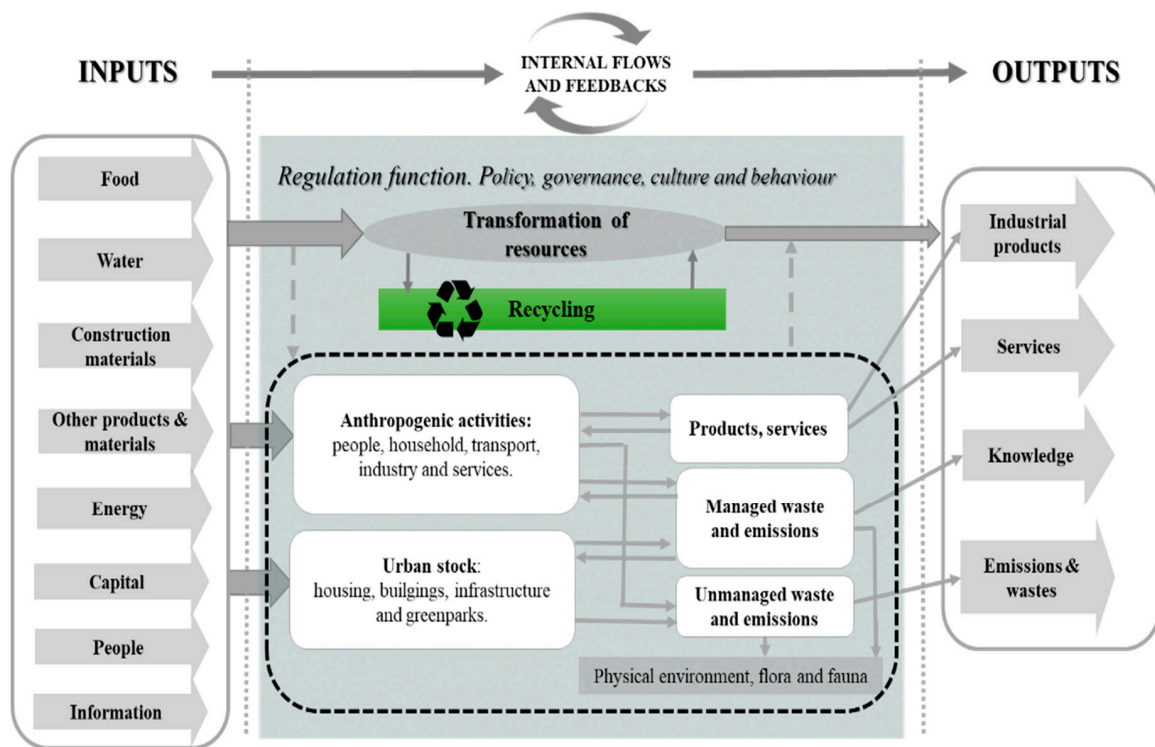 INPUTS
INTERNAL FLOWS
AND FEEDBACKS
OUTPUTS
Food
Water
Construction
materials
Other products &
materials
Energy
Capital
People
Information
Regulation function. Policy, governance, culture and behaviour
Transformation of
resources
Recycling
Anthropogenic activities:
people, household, transport,
industry and services.
Urban stock:
housing, builgings, infrastructure
and greenparks.
Products, services
Managed waste
and emissions
Unmanaged waste
and emissions
Physical environment, flora and fauna
Industrial
products
Services
Knowledge
Emissions &
wastes